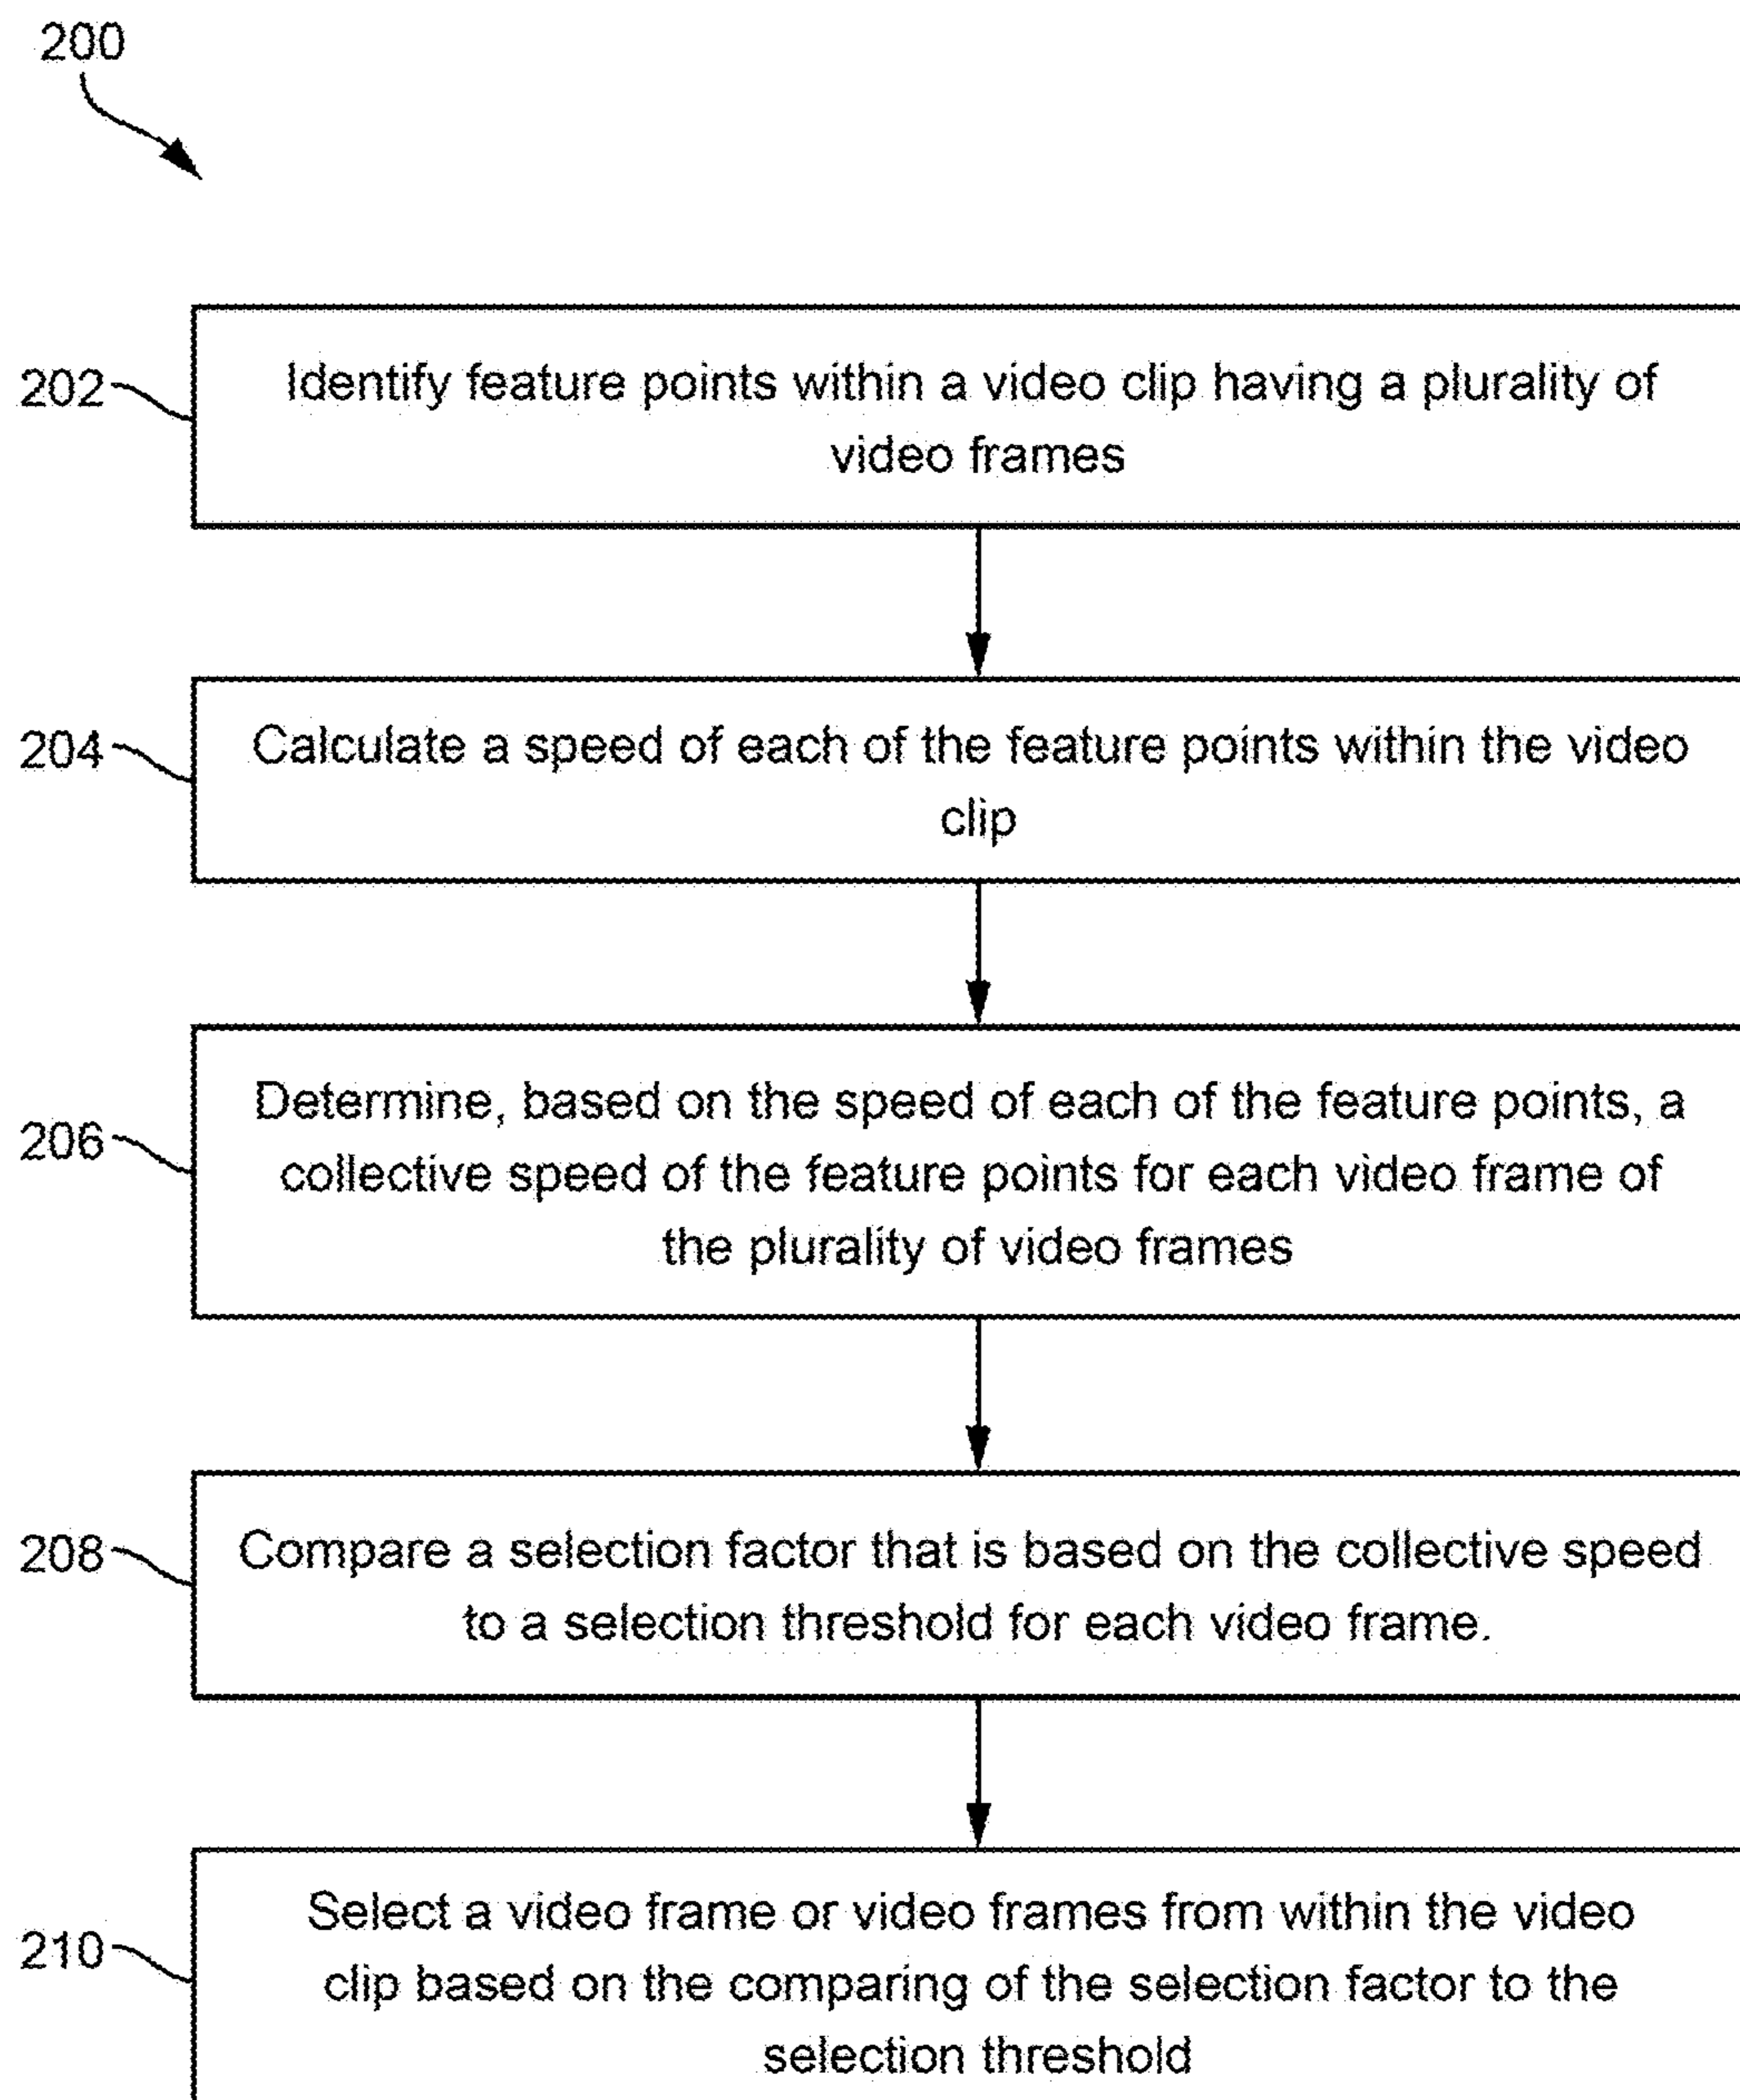 200
202
Identify feature points within a video clip having a plurality of
video frames
204
Calculate a speed of each of the feature points within the video
clip
206
Determine, based on the speed of each of the feature points, a
collective speed of the feature points for each video frame of
the plurality of video frames
208
Compare a selection factor that is based on the collective speed
to a selection threshold for each video frame.
210
Select a video frame or video frames from within the video
clip based on the comparing of the selection factor to the
selection threshold